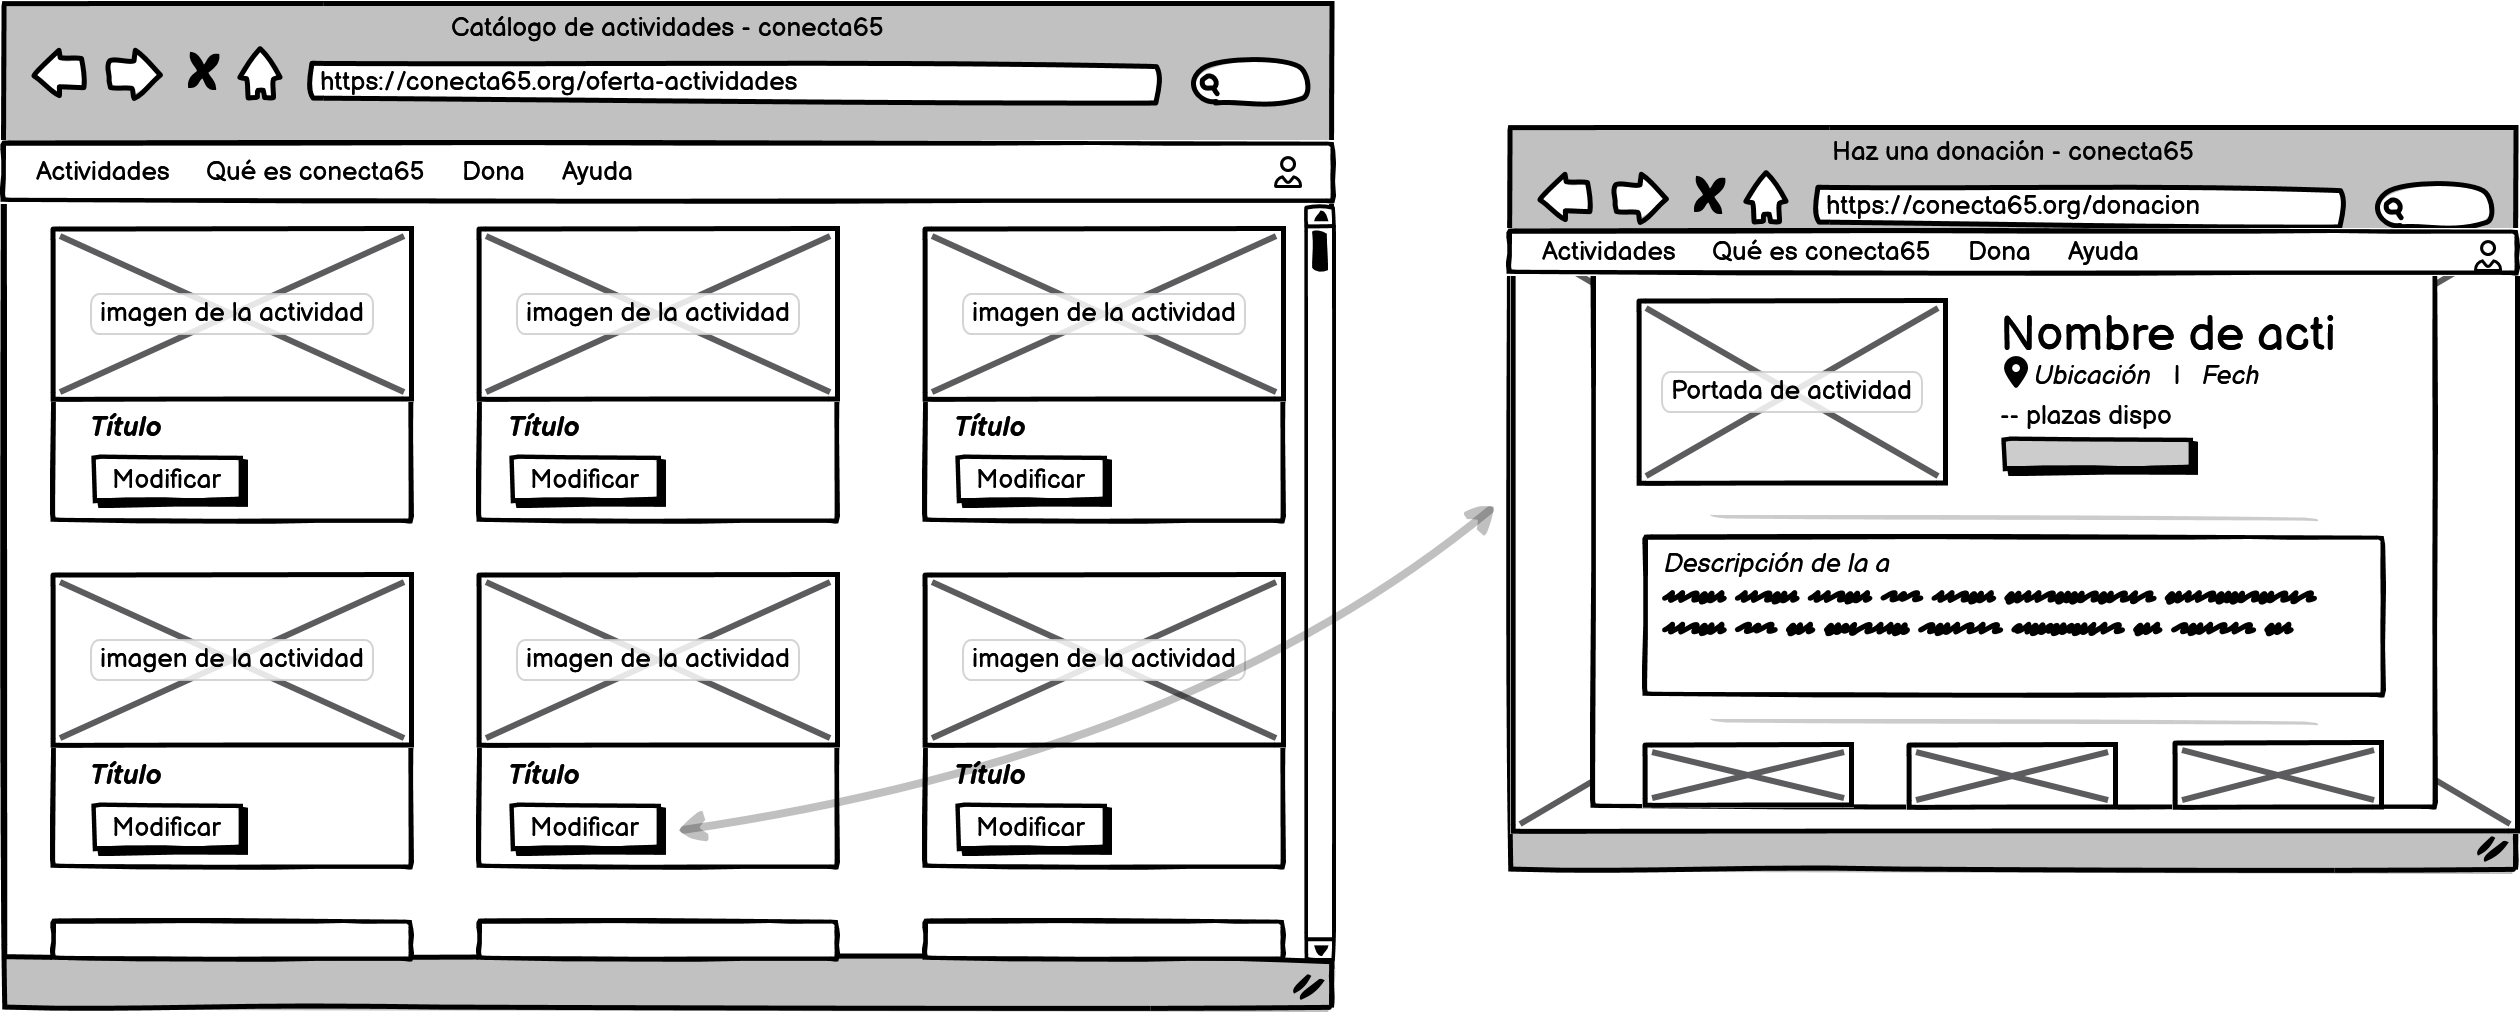 Catálogo de actividades - conecta65
https://conecta65.org/oferta-actividades
Actividades Qué es conecta65 Dona Ayuda
imagen de la actividad imagen de la actividad imagen de la actividad
Título Título Título
Modificar Modificar Modificar
imagen de la actividad imagen de la actividad imagen de la actividad
Título Título Título
Modificar Modificar Modificar
Haz una donación - conecta65
https://conecta65.org/donacion
Actividades Qué es conecta65 Dona Ayuda
Portada de actividad
Nombre de acti
Ubicación | Fech
-- plazas dispo
Descripción de la a